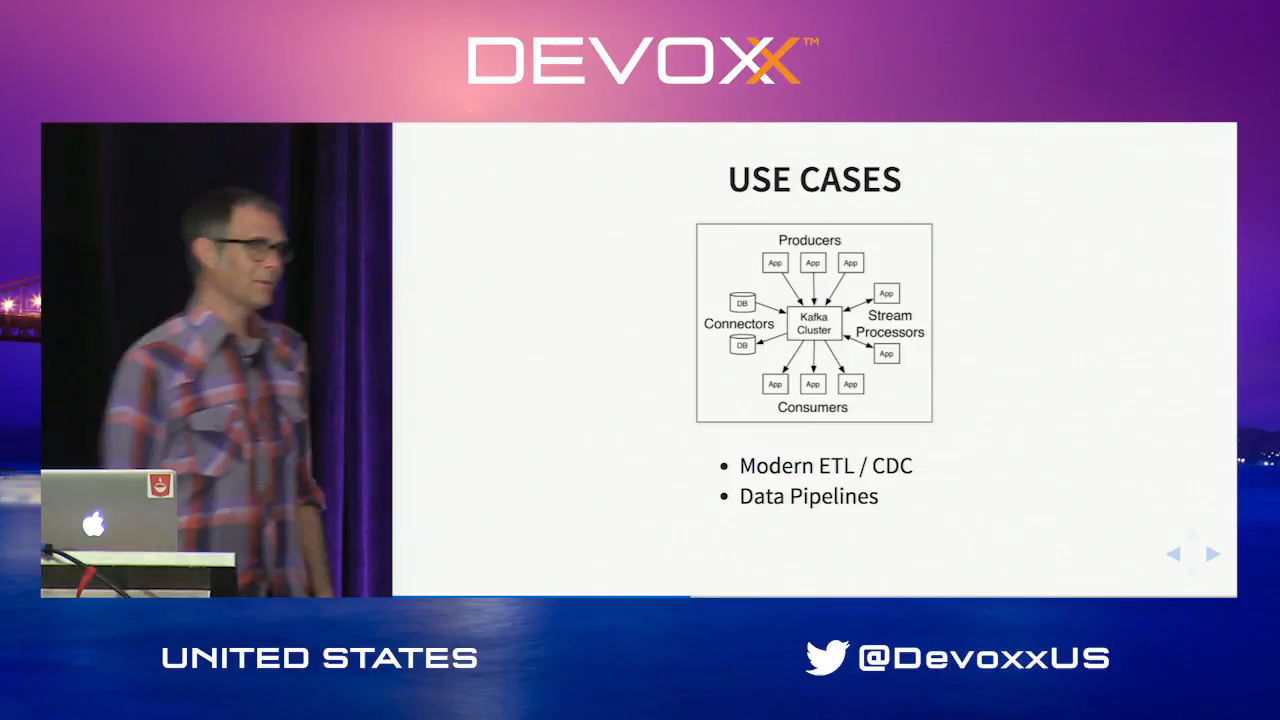 DEVOXX™
USE CASES
Producers
App App App
DB
Connectors
DB
Kafka
Cluster
App
Stream
Processors
App
App App App
Consumers
• Modern ETL / CDC
• Data Pipelines
UNITED STATES
@DevoxxUS